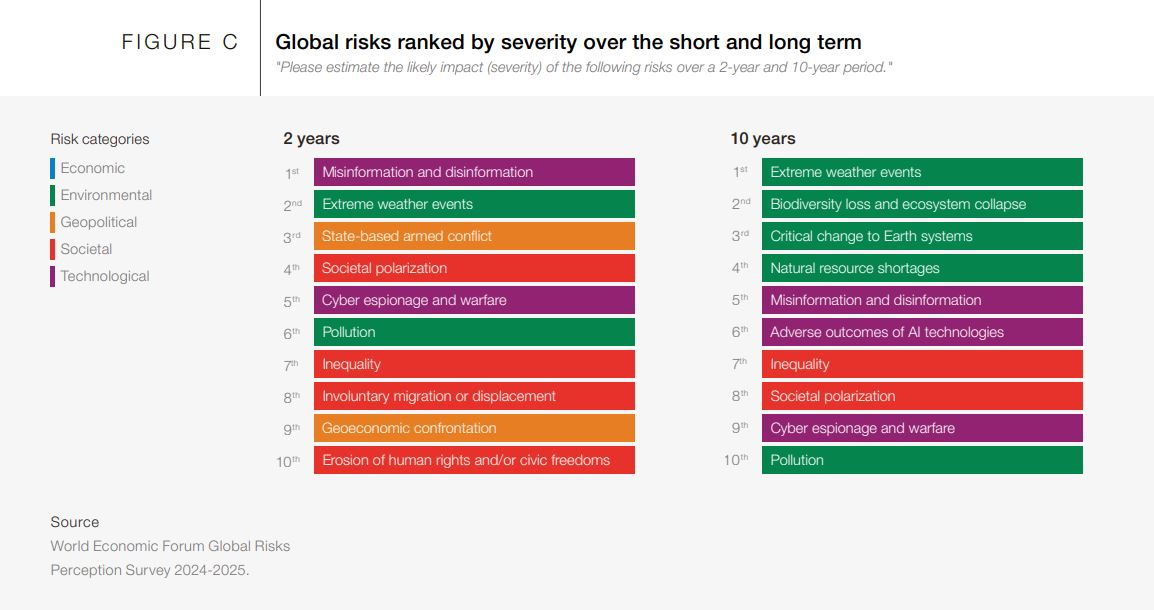 FIGURE C
Global risks ranked by severity over the short and long term
"Please estimate the likely impact (severity) of the following risks over a 2-year and 10-year period."
Risk categories
Economic
Environmental
Geopolitical
Societal
Technological
2 years
1st Misinformation and disinformation
2nd Extreme weather events
3rd State-based armed conflict
4th Societal polarization
5th Cyber espionage and warfare
6th Pollution
7th Inequality
8th Involuntary migration or displacement
9th Geoeconomic confrontation
10th Erosion of human rights and/or civic freedoms
10 years
1st Extreme weather events
2nd Biodiversity loss and ecosystem collapse
3rd Critical change to Earth systems
4th Natural resource shortages
5th Misinformation and disinformation
6th Adverse outcomes of AI technologies
7th Inequality
8th Societal polarization
9th Cyber espionage and warfare
10th Pollution
Source
World Economic Forum Global Risks
Perception Survey 2024-2025.